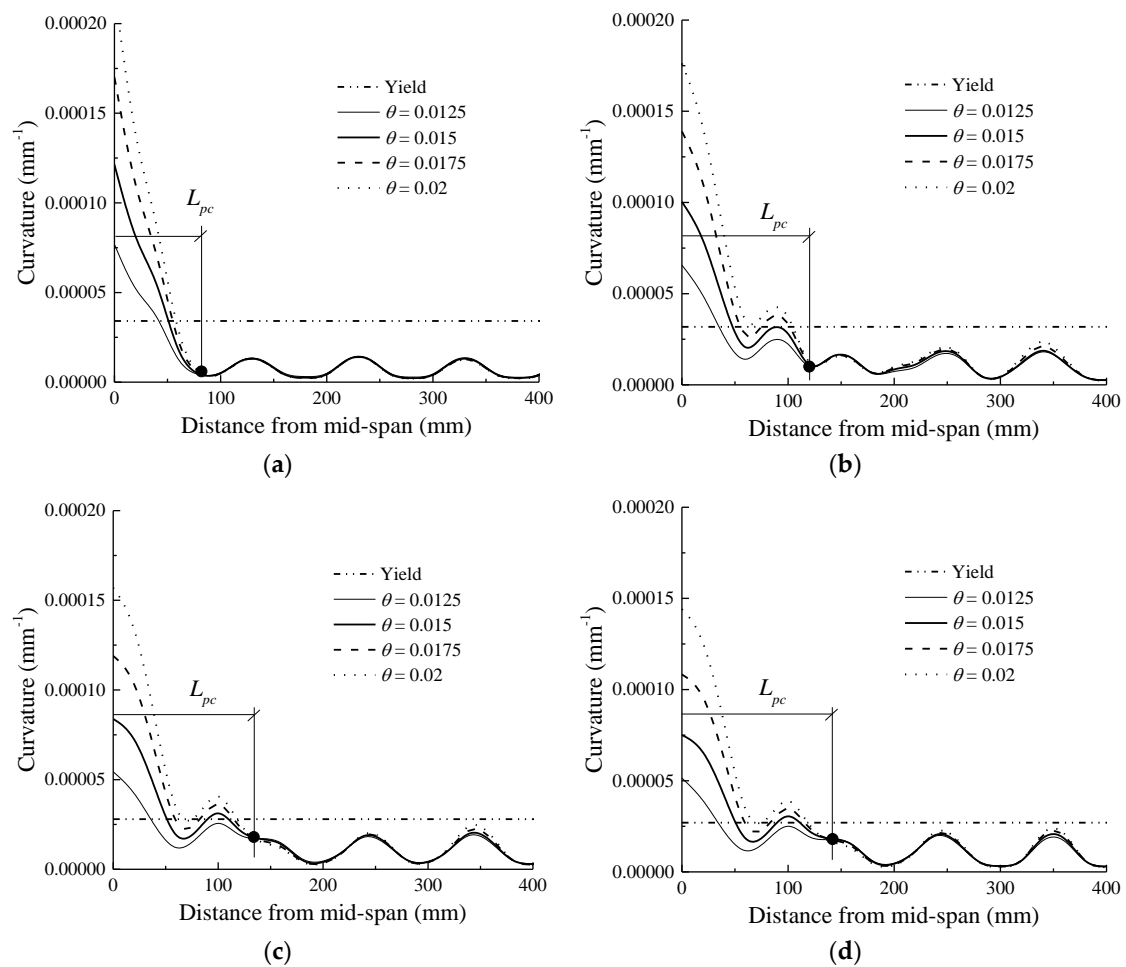 0.00020
0.00015
0.00010
0.00005
0.00000
Curvature (mm⁻¹)
Yield
θ = 0.0125
θ = 0.015
θ = 0.0175
θ = 0.02
L_pc
0 100 200 300 400
Distance from mid-span (mm)
(a)
0.00020
0.00015
0.00010
0.00005
0.00000
Curvature (mm⁻¹)
Yield
θ = 0.0125
θ = 0.015
θ = 0.0175
θ = 0.02
L_pc
0 100 200 300 400
Distance from mid-span (mm)
(b)
0.00020
0.00015
0.00010
0.00005
0.00000
Curvature (mm⁻¹)
Yield
θ = 0.0125
θ = 0.015
θ = 0.0175
θ = 0.02
L_pc
0 100 200 300 400
Distance from mid-span (mm)
(c)
0.00020
0.00015
0.00010
0.00005
0.00000
Curvature (mm⁻¹)
Yield
θ = 0.0125
θ = 0.015
θ = 0.0175
θ = 0.02
L_pc
0 100 200 300 400
Distance from mid-span (mm)
(d)